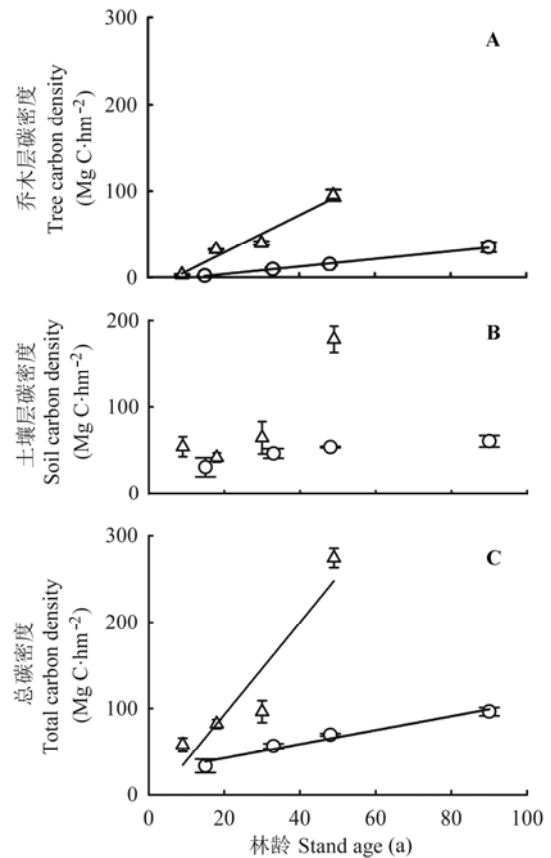 300
200
100
0
A
乔木层碳密度
Tree carbon density
(Mg C·hm⁻²)
200
100
0
B
土壤层碳密度
Soil carbon density
(Mg C·hm⁻²)
300
200
100
0
C
总碳密度
Total carbon density
(Mg C·hm⁻²)
0 20 40 60 80 100
林龄 Stand age (a)